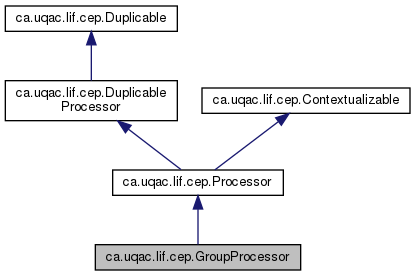 ca.uqac.lif.cep.Duplicable
ca.uqac.lif.cep.Duplicable
Processor
ca.uqac.lif.cep.Contextualizable
ca.uqac.lif.cep.Processor
ca.uqac.lif.cep.GroupProcessor